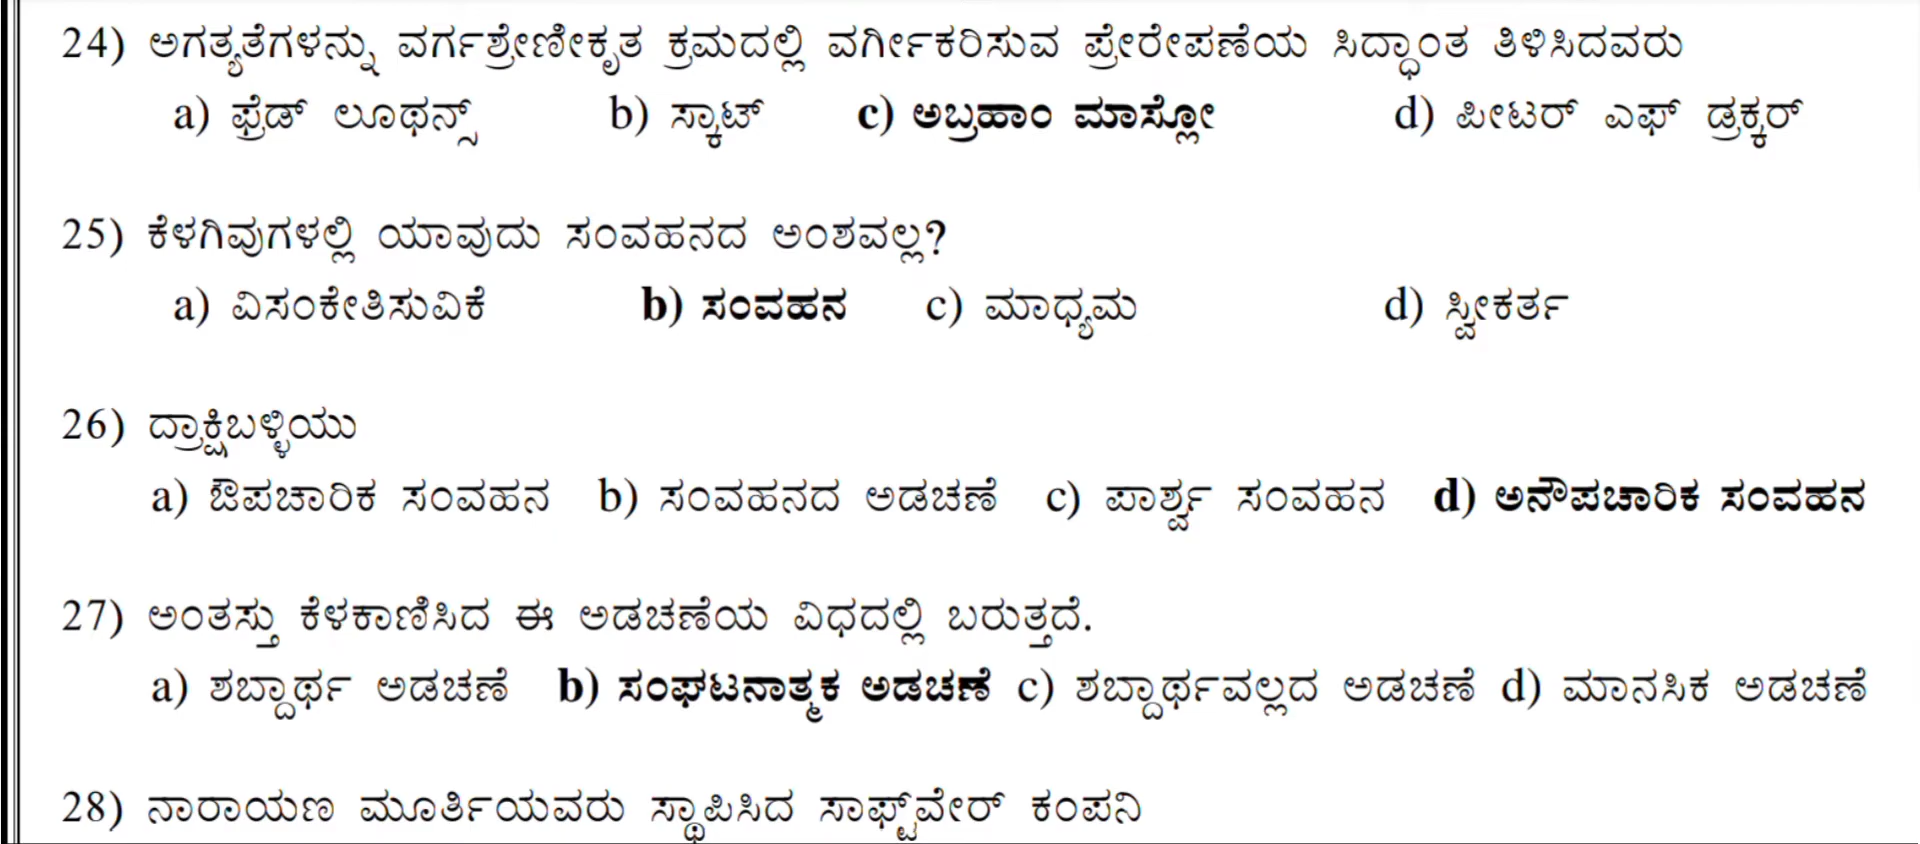 24) ಅಗತ್ಯತೆಗಳನ್ನು ವರ್ಗಶ್ರೇಣೀಕೃತ ಕ್ರಮದಲ್ಲಿ ವರ್ಗೀಕರಿಸುವ ಪ್ರೇರೇಪಣೆಯ ಸಿದ್ಧಾಂತ ತಿಳಿಸಿದವರು
a) ಫ್ರೆಡ್ ಲೂಥನ್ಸ್ b) ಸ್ಕಾಟ್ c) ಅಬ್ರಹಾಂ ಮಾಸ್ಲೋ d) ಪೀಟರ್ ಎಫ್ ಡ್ರಕ್ಕರ್
25) ಕೆಳಗಿವುಗಳಲ್ಲಿ ಯಾವುದು ಸಂವಹನದ ಅಂಶವಲ್ಲ?
a) ವಿಸಂಕೇತಿಸುವಿಕೆ b) ಸಂವಹನ c) ಮಾಧ್ಯಮ d) ಸ್ವೀಕರ್ತ
26) ದ್ರಾಕ್ಷಿಬಳ್ಳಿಯು
a) ಔಪಚಾರಿಕ ಸಂವಹನ b) ಸಂವಹನದ ಅಡಚಣೆ c) ಪಾರ್ಶ್ವ ಸಂವಹನ d) ಅನೌಪಚಾರಿಕ ಸಂವಹನ
27) ಅಂತಸ್ತು ಕೆಳಕಾಣಿಸಿದ ಈ ಅಡಚಣೆಯ ವಿಧದಲ್ಲಿ ಬರುತ್ತದೆ.
a) ಶಬ್ದಾರ್ಥ ಅಡಚಣೆ b) ಸಂಘಟನಾತ್ಮಕ ಅಡಚಣೆ c) ಶಬ್ದಾರ್ಥವಲ್ಲದ ಅಡಚಣೆ d) ಮಾನಸಿಕ ಅಡಚಣೆ
28) ನಾರಾಯಣ ಮೂರ್ತಿಯವರು ಸ್ಥಾಪಿಸಿದ ಸಾಫ್ಟ್‌ವೇರ್ ಕಂಪನಿ